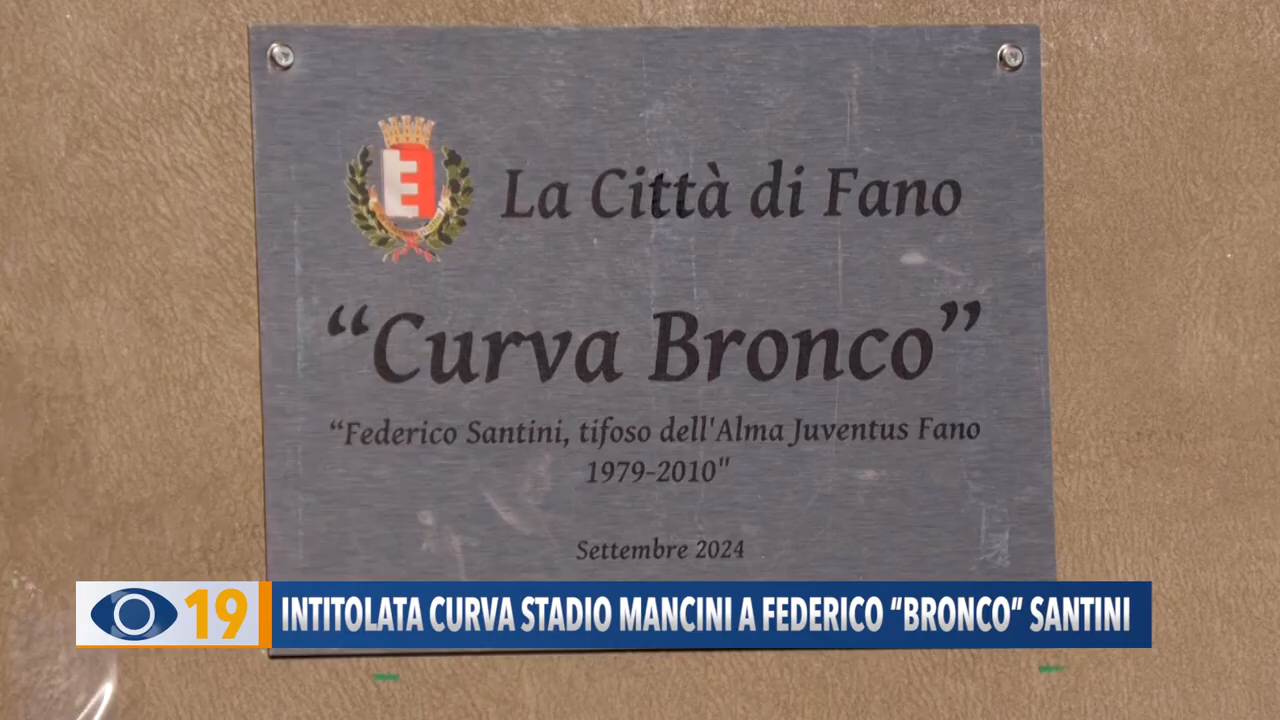 La Città di Fano
“Curva Bronco”
“Federico Santini, tifoso dell'Alma Juventus Fano
1979-2010"
Settembre 2024
19 INTITOLATA CURVA STADIO MANCINI A FEDERICO “BRONCO” SANTINI